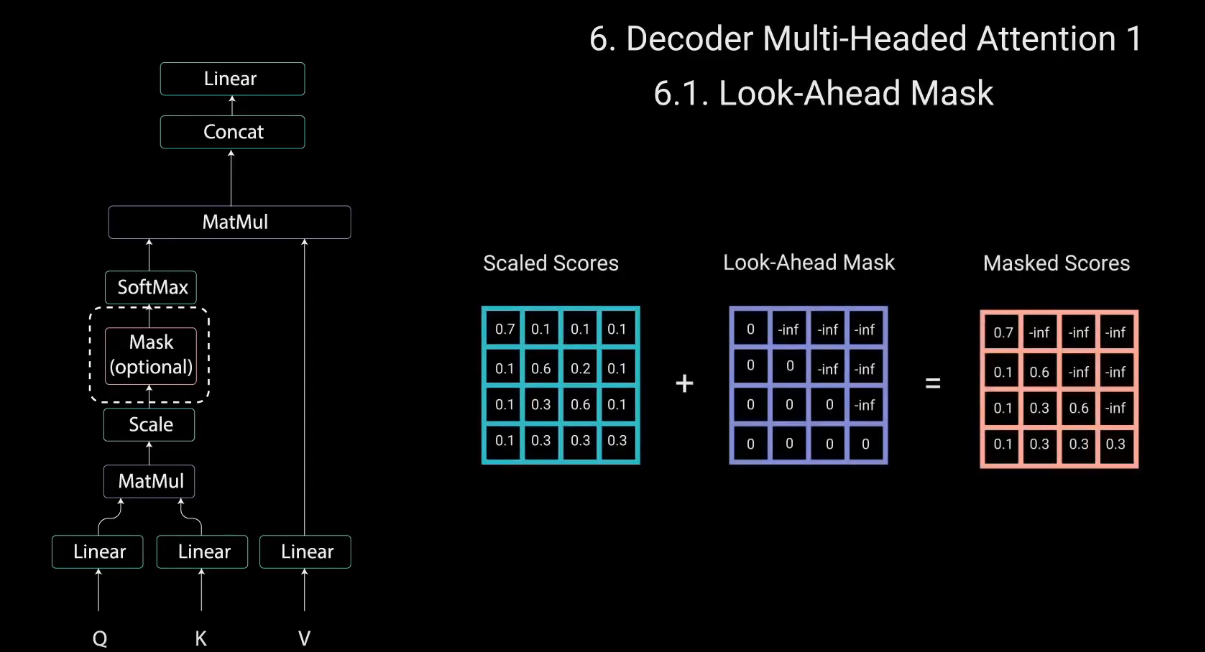 6. Decoder Multi-Headed Attention 1
6.1. Look-Ahead Mask
Linear
Concat
MatMul
SoftMax
Mask
(optional)
Scale
MatMul
Linear Linear Linear
Q K V
Scaled Scores
0.7 0.1 0.1 0.1
0.1 0.6 0.2 0.1
0.1 0.3 0.6 0.1
0.1 0.3 0.3 0.3
+
Look-Ahead Mask
0 -inf -inf -inf
0 0 -inf -inf
0 0 0 -inf
0 0 0 0
=
Masked Scores
0.7 -inf -inf -inf
0.1 0.6 -inf -inf
0.1 0.3 0.6 -inf
0.1 0.3 0.3 0.3